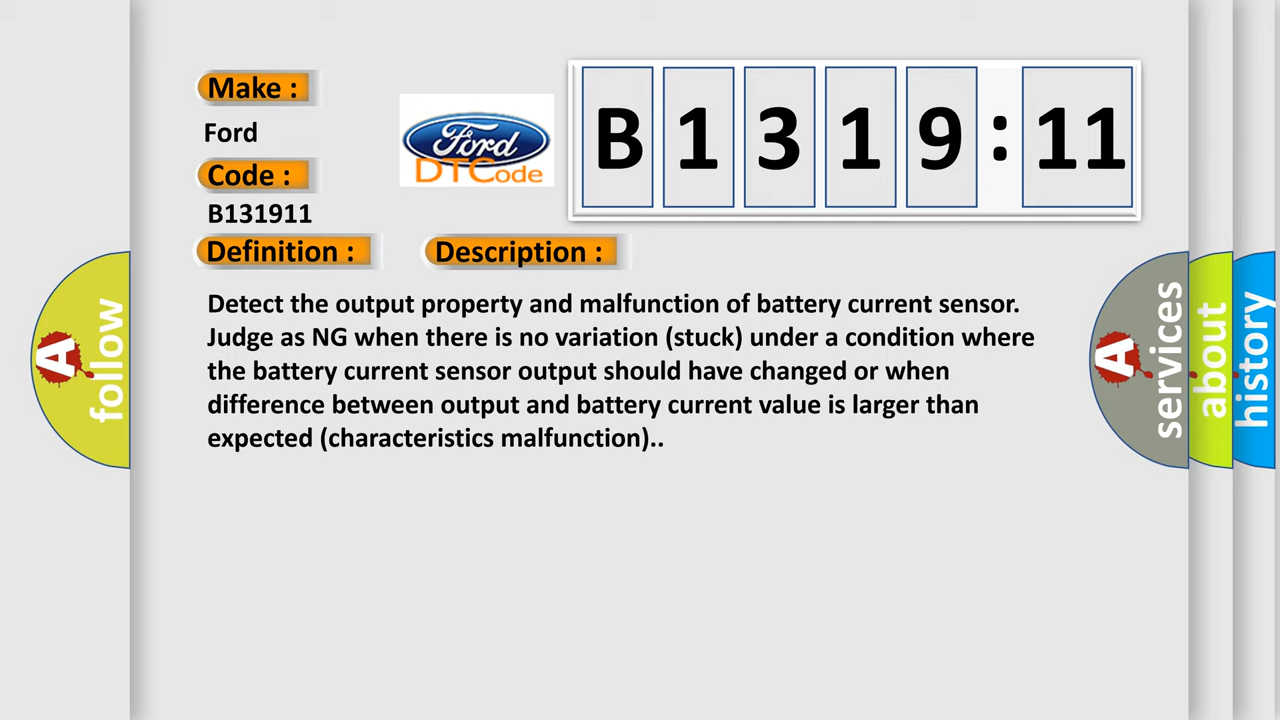 Make :
Ford
Code :
B131911
Definition :
Description :
Ford
DTCode
B 1 3 1 9 : 11
Detect the output property and malfunction of battery current sensor.
Judge as NG when there is no variation (stuck) under a condition where
the battery current sensor output should have changed or when
difference between output and battery current value is larger than
expected (characteristics malfunction)..
A follow
A services
about
history